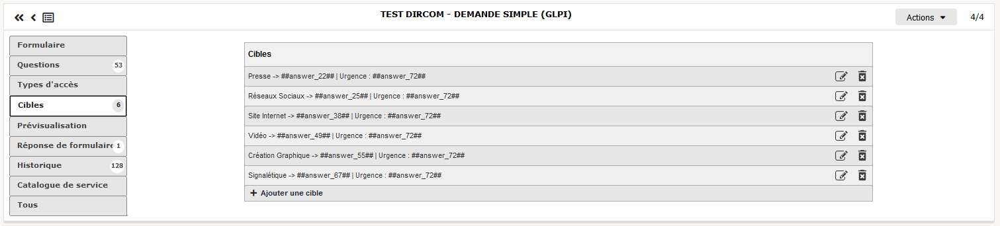 TEST DIRCOM - DEMANDE SIMPLE (GLPI)
Actions
4/4
Formulaire
Questions 53
Types d'accès
Cibles 6
Prévisualisation
Réponse de formulaire 1
Historique 128
Catalogue de service
Tous
Cibles
Presse -> ##answer_22## | Urgence : ##answer_72##
Réseaux Sociaux -> ##answer_25## | Urgence : ##answer_72##
Site Internet -> ##answer_38## | Urgence : ##answer_72##
Vidéo -> ##answer_49## | Urgence : ##answer_72##
Création Graphique -> ##answer_55## | Urgence : ##answer_72##
Signalétique -> ##answer_67## | Urgence : ##answer_72##
+ Ajouter une cible